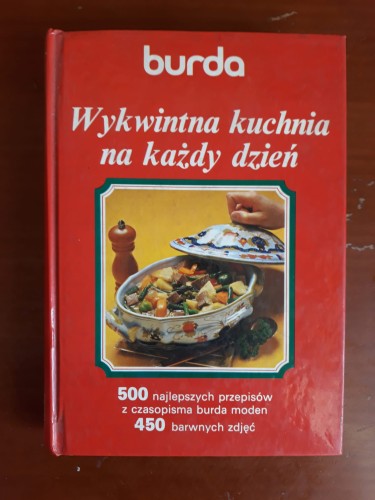 burda
Wykwintna kuchnia
na każdy dzień
500 najlepszych przepisów
z czasopisma burda moden
450 barwnych zdjęć